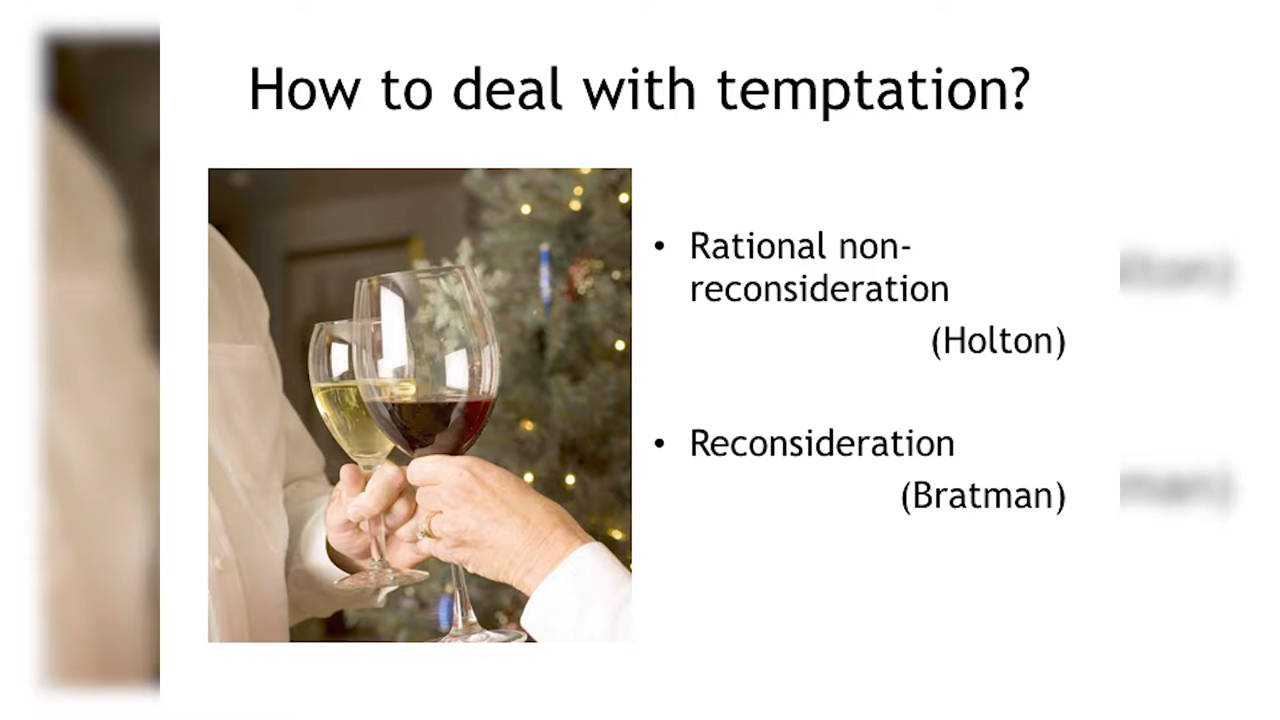 How to deal with temptation?
• Rational non-
reconsideration
(Holton)
• Reconsideration
(Bratman)